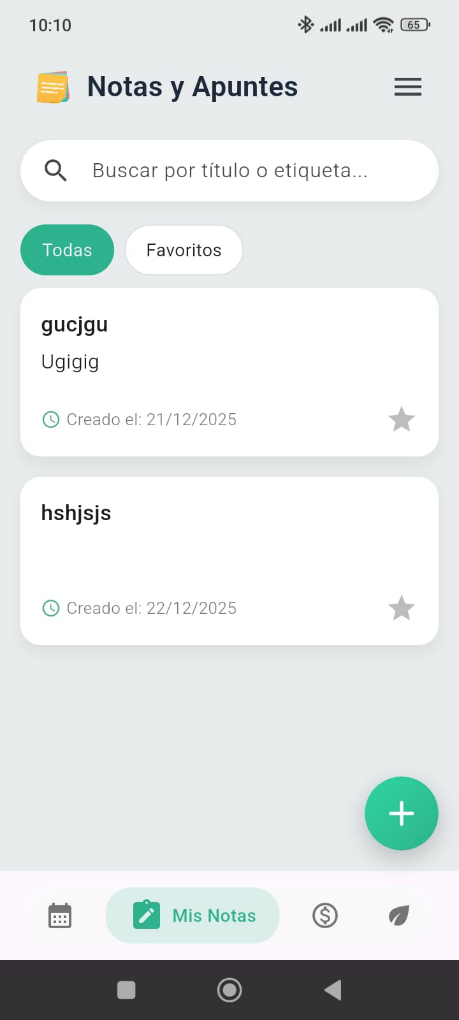 10:10
65
Notas y Apuntes
Buscar por título o etiqueta...
Todas
Favoritos
gucjgu
Ugigig
Creado el: 21/12/2025
hshjsjs
Creado el: 22/12/2025
Mis Notas